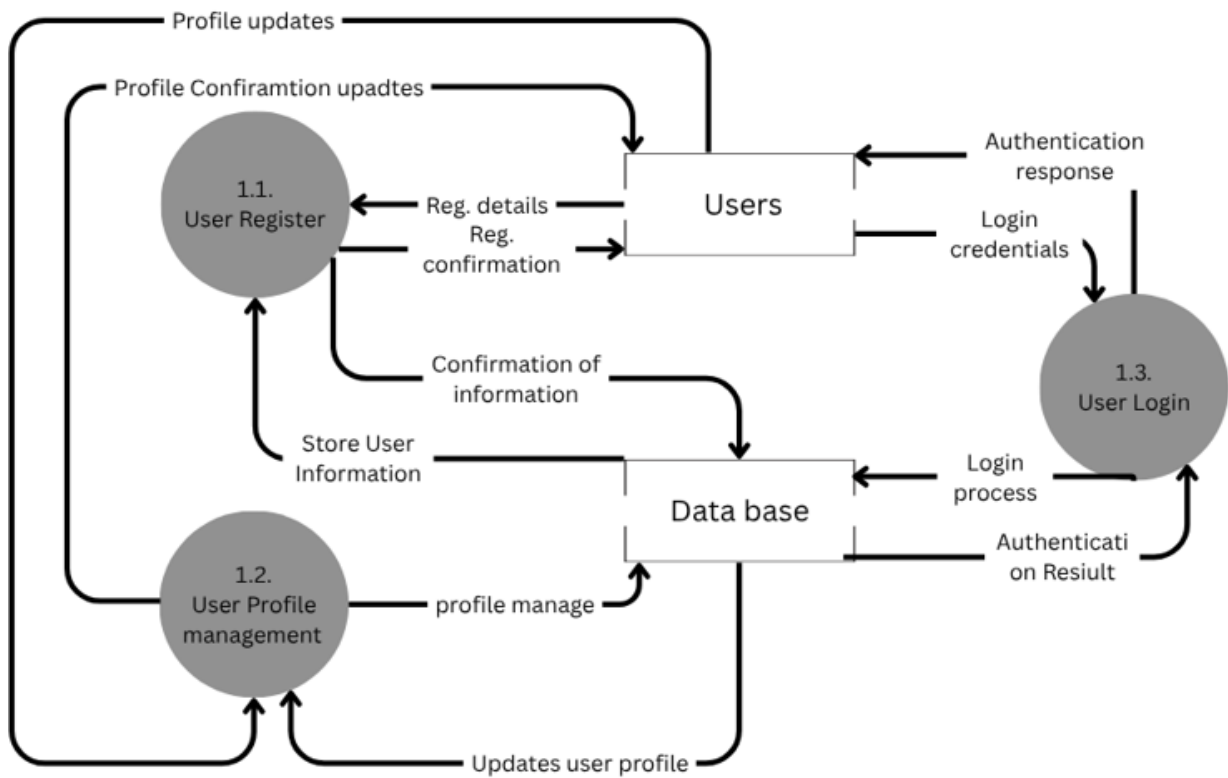 Profile updates
Profile Confiramtion upadtes
Authentication
response
1.1.
User Register
Reg. details
Reg.
confirmation
Users
Login
credentials
Confirmation of
information
1.3.
User Login
Store User
Information
Data base
Login
process
Authenticati
on Resiult
1.2.
User Profile
management
profile manage
Updates user profile